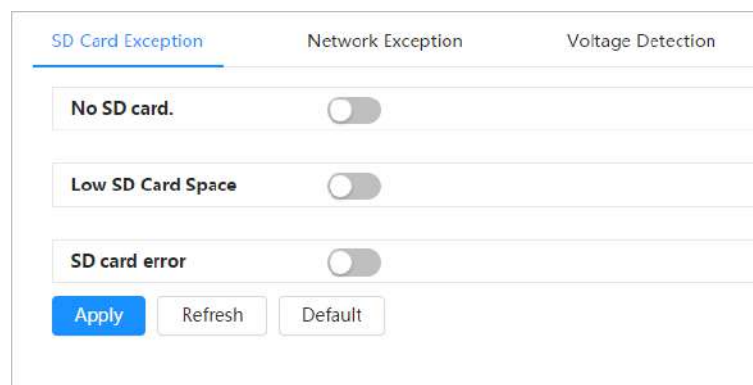 SD Card Exception Network Exception Voltage Detection
No SD card.
Low SD Card Space
SD card error
Apply Refresh Default